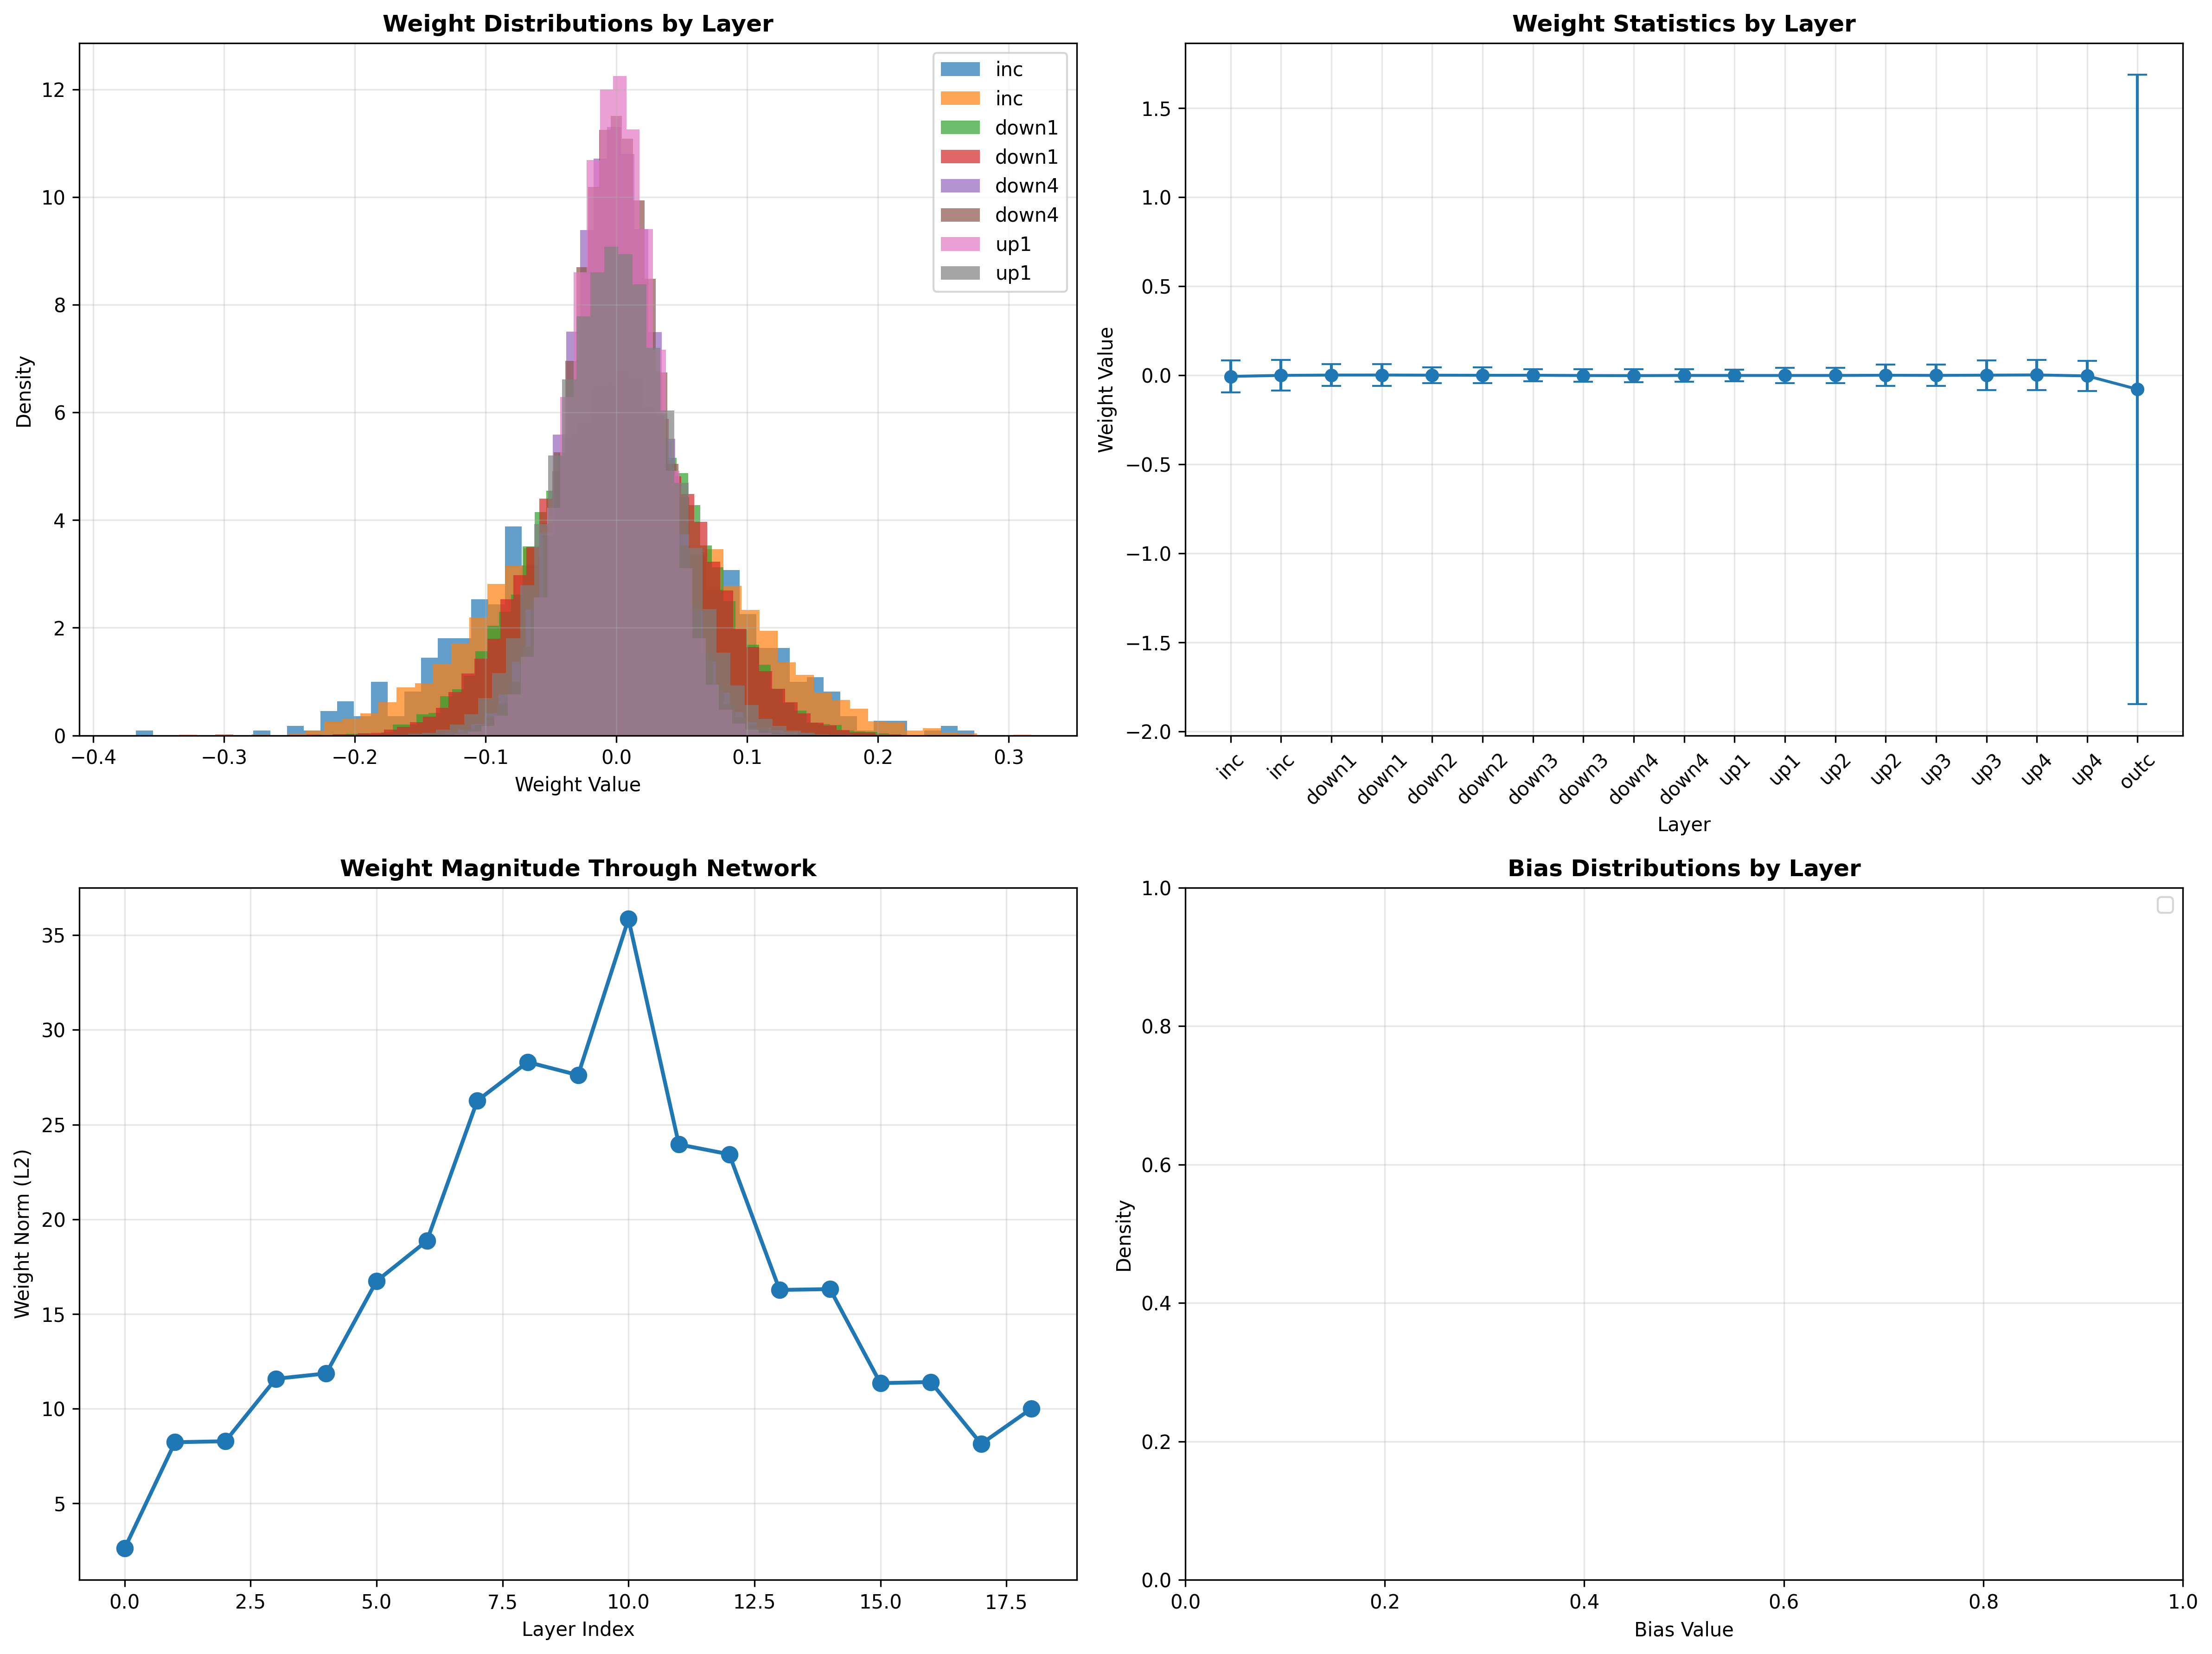 Weight Distributions by Layer
12
10
8
6
4
2
0
Density
−0.4 −0.3 −0.2 −0.1 0.0 0.1 0.2 0.3
Weight Value
inc
inc
down1
down1
down4
down4
up1
up1
Weight Statistics by Layer
1.5
1.0
0.5
0.0
−0.5
−1.0
−1.5
−2.0
Weight Value
inc inc down1 down1 down2 down2 down3 down3 down4 down4 up1 up1 up2 up2 up3 up3 up4 up4 outc
Layer
Weight Magnitude Through Network
35
30
25
20
15
10
5
Weight Norm (L2)
0.0 2.5 5.0 7.5 10.0 12.5 15.0 17.5
Layer Index
Bias Distributions by Layer
1.0
0.8
0.6
0.4
0.2
0.0
Density
0.0 0.2 0.4 0.6 0.8 1.0
Bias Value